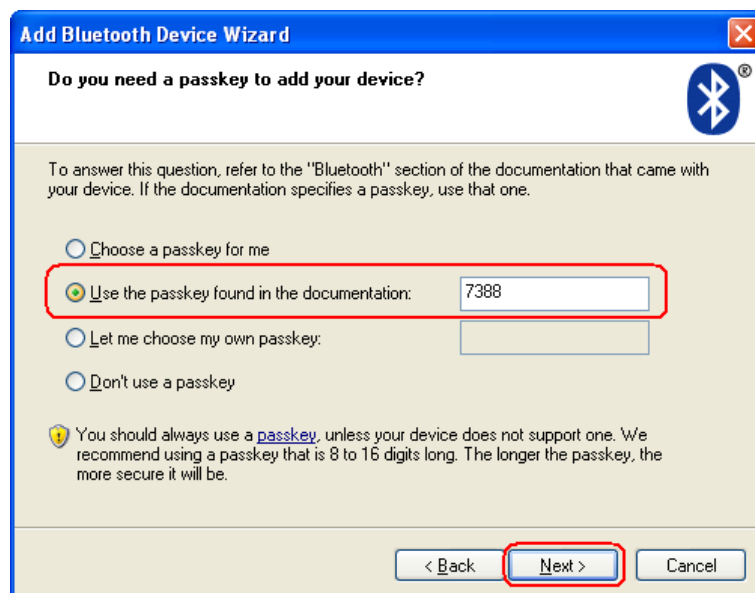 Add Bluetooth Device Wizard
Do you need a passkey to add your device?
®
To answer this question, refer to the "Bluetooth" section of the documentation that came with
your device. If the documentation specifies a passkey, use that one.
Choose a passkey for me
Use the passkey found in the documentation: 7388
Let me choose my own passkey:
Don't use a passkey
You should always use a passkey, unless your device does not support one. We
recommend using a passkey that is 8 to 16 digits long. The longer the passkey, the
more secure it will be.
< Back Next > Cancel